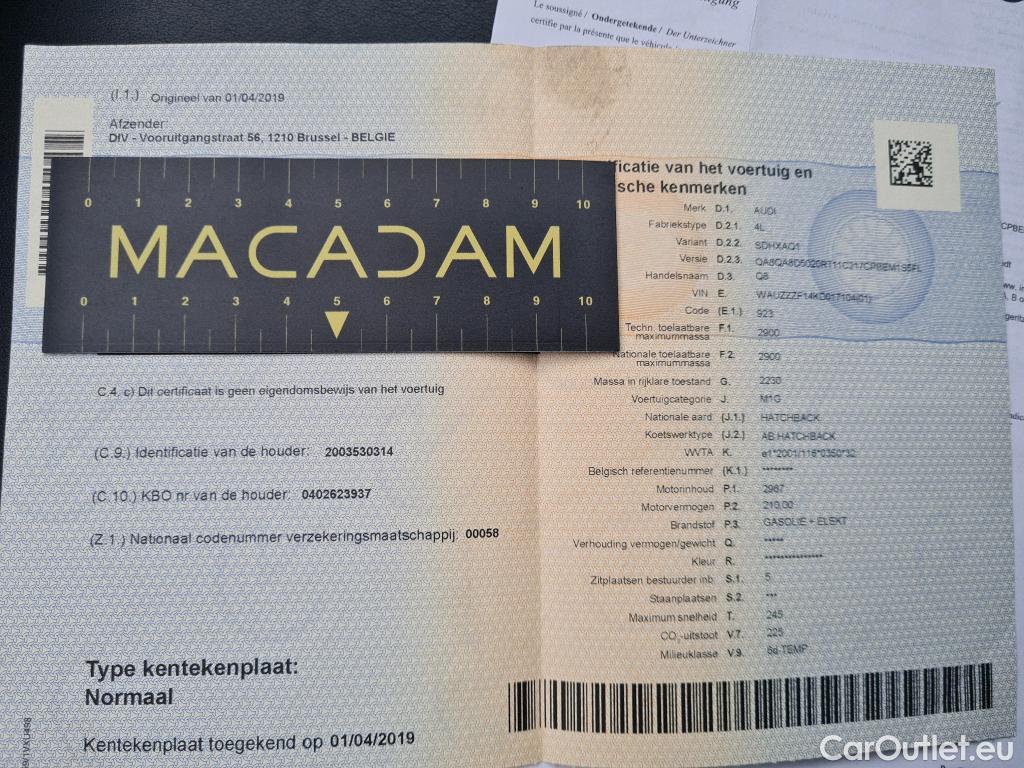 Le soussigné / Ondergetekende / Der Unterzeichner
certifie par la présente que le véhicule
(I.1.) Origineel van 01/04/2019
Afzender:
DIV - Vooruitgangstraat 56, 1210 Brussel - BELGIE
0 1 2 3 4 5 6 7 8 9 10
MACADAM
0 1 2 3 4 5 6 7 8 9 10
C.4. c) Dit certificaat is geen eigendomsbewijs van het voertuig
(C.9.) Identificatie van de houder: 2003530314
(C.10.) KBO nr van de houder: 0402623937
(Z.1.) Nationaal codenummer verzekeringsmaatschappij: 00058
Type kentekenplaat:
Normaal
Kentekenplaat toegekend op 01/04/2019
ificatie van het voertuig en
sche kenmerken
Merk D.1. AUDI
Fabriekstype D.2.1. 4L
Variant D.2.2. SDHXAQ1
Versie D.2.3.
Handelsnaam D.3. Q8
VIN E.
Code (E.1.) 923
Techn. toelaatbare F.1. 2900
maximummassa
Nationale toelaatbare F.2. 2900
maximummassa
Massa in rijklare toestand G. 2230
Voertuigcategorie J. M1G
Nationale aard (J.1.) HATCHBACK
Koetswerktype (J.2.) AB HATCHBACK
WVTA K. e1*2001/116*0350*32
Belgisch referentienummer (K.1.) ********
Motorinhoud P.1. 2967
Motorvermogen P.2. 210,00
Brandstof P.3. GASOLIE + ELEKT
Verhouding vermogen/gewicht Q. *****
Kleur R. ***************
Zitplaatsen bestuurder inb. S.1. 5
Staanplaatsen S.2. ***
Maximum snelheid T. 245
CO₂-uitstoot V.7. 225
Milieuklasse V.9. 6d-TEMP
CarOutlet.eu